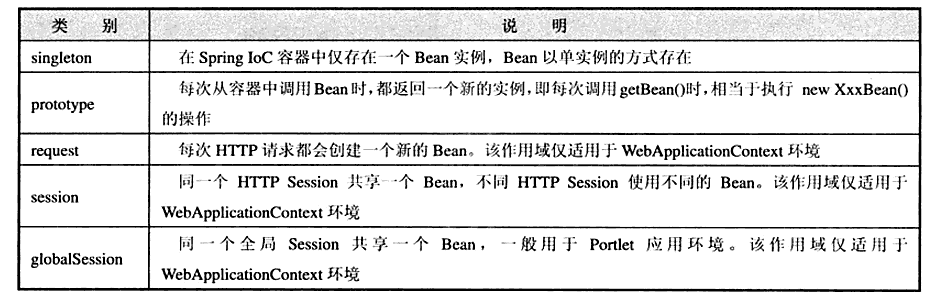 类 别 说 明
singleton 在 Spring IoC 容器中仅存在一个 Bean 实例，Bean 以单实例的方式存在
prototype 每次从容器中调用 Bean 时，都返回一个新的实例，即每次调用 getBean()时，相当于执行 new XxxBean()
的操作
request 每次 HTTP 请求都会创建一个新的 Bean。该作用域仅适用于 WebApplicationContext 环境
session 同一个 HTTP Session 共享一个 Bean，不同 HTTP Session 使用不同的 Bean。该作用域仅适用于
WebApplicationContext 环境
globalSession 同一个全局 Session 共享一个 Bean，一般用于 Portlet 应用环境。该作用域仅适用于
WebApplicationContext 环境